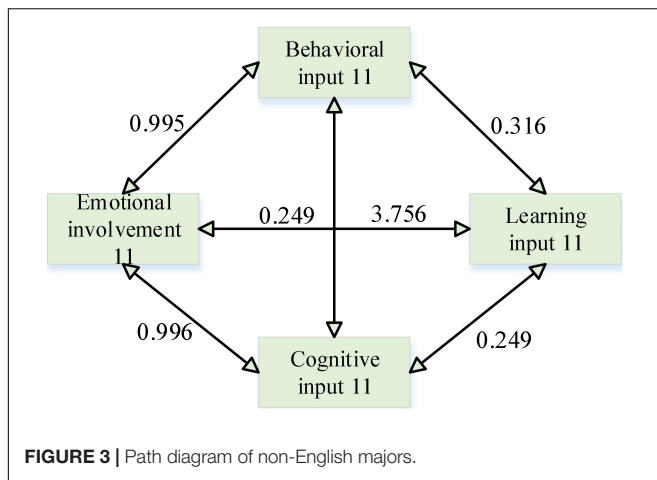 Behavioral
input 11
0.995
0.316
Emotional
involvement
11
0.249
3.756
Learning
input 11
0.996
0.249
Cognitive
input 11
FIGURE 3 | Path diagram of non-English majors.